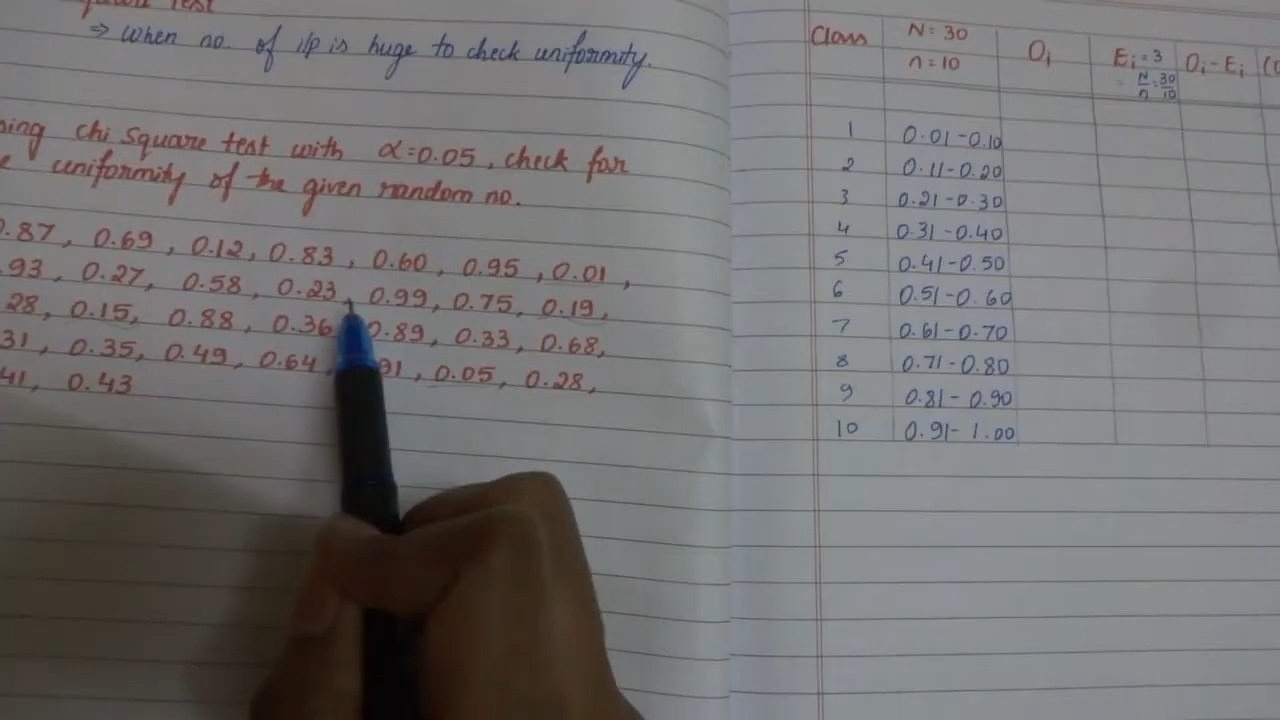 ⇒ when no. of i/p is huge to check uniformity.
chi square test with α=0.05, check for
uniformity of the given random no.
0.87, 0.69, 0.12, 0.83, 0.60, 0.95, 0.01,
93, 0.27, 0.58, 0.23, 0.99, 0.75, 0.19,
28, 0.15, 0.88, 0.36, 0.89, 0.33, 0.68,
31, 0.35, 0.49, 0.64, 91, 0.05, 0.28,
41, 0.43
Class N=30 Oi Ei=3 Oi-Ei
n=10 = N/n = 30/10
1 0.01-0.10
2 0.11-0.20
3 0.21-0.30
4 0.31-0.40
5 0.41-0.50
6 0.51-0.60
7 0.61-0.70
8 0.71-0.80
9 0.81-0.90
10 0.91-1.00